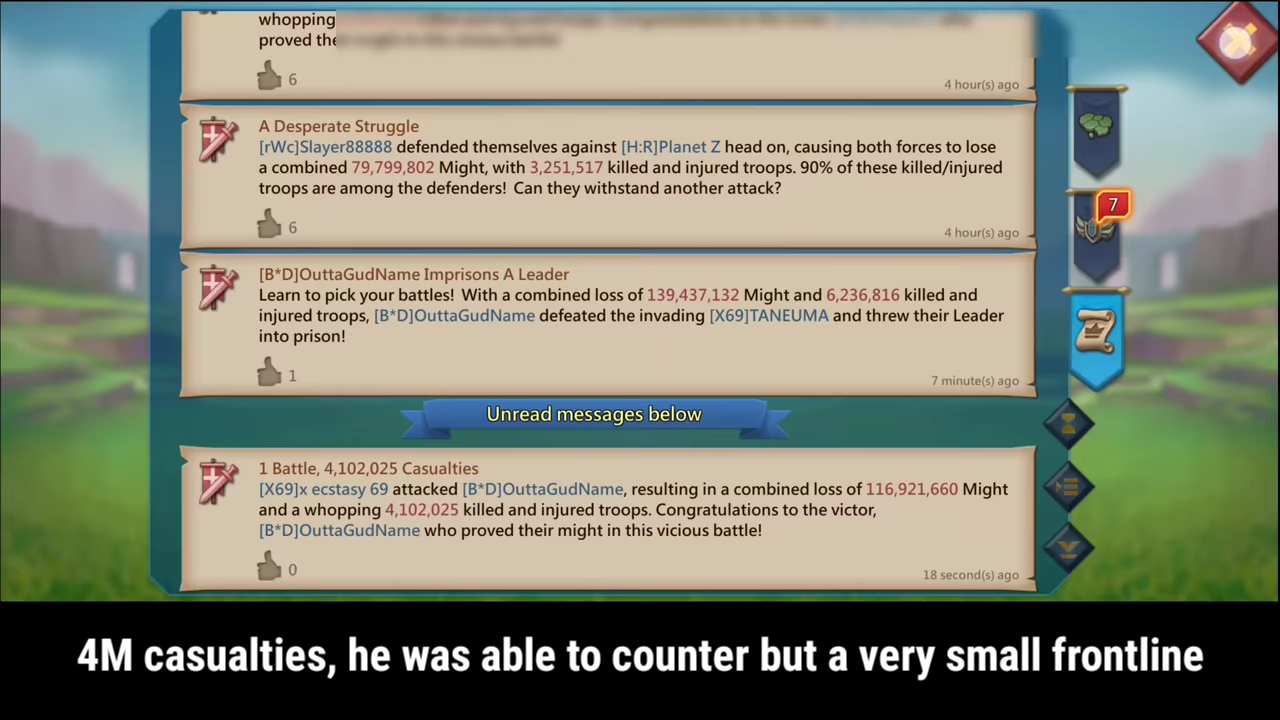 whopping
proved the
6
4 hour(s) ago
A Desperate Struggle
[rWc]Slayer88888 defended themselves against [H:R]Planet Z head on, causing both forces to lose
a combined 79,799,802 Might, with 3,251,517 killed and injured troops. 90% of these killed/injured
troops are among the defenders! Can they withstand another attack?
6
4 hour(s) ago
7
[B*D]OuttaGudName Imprisons A Leader
Learn to pick your battles! With a combined loss of 139,437,132 Might and 6,236,816 killed and
injured troops, [B*D]OuttaGudName defeated the invading [X69]TANEUMA and threw their Leader
into prison!
1
7 minute(s) ago
Unread messages below
1 Battle, 4,102,025 Casualties
[X69]x ecstasy 69 attacked [B*D]OuttaGudName, resulting in a combined loss of 116,921,660 Might
and a whopping 4,102,025 killed and injured troops. Congratulations to the victor,
[B*D]OuttaGudName who proved their might in this vicious battle!
0
18 second(s) ago
4M casualties, he was able to counter but a very small frontline